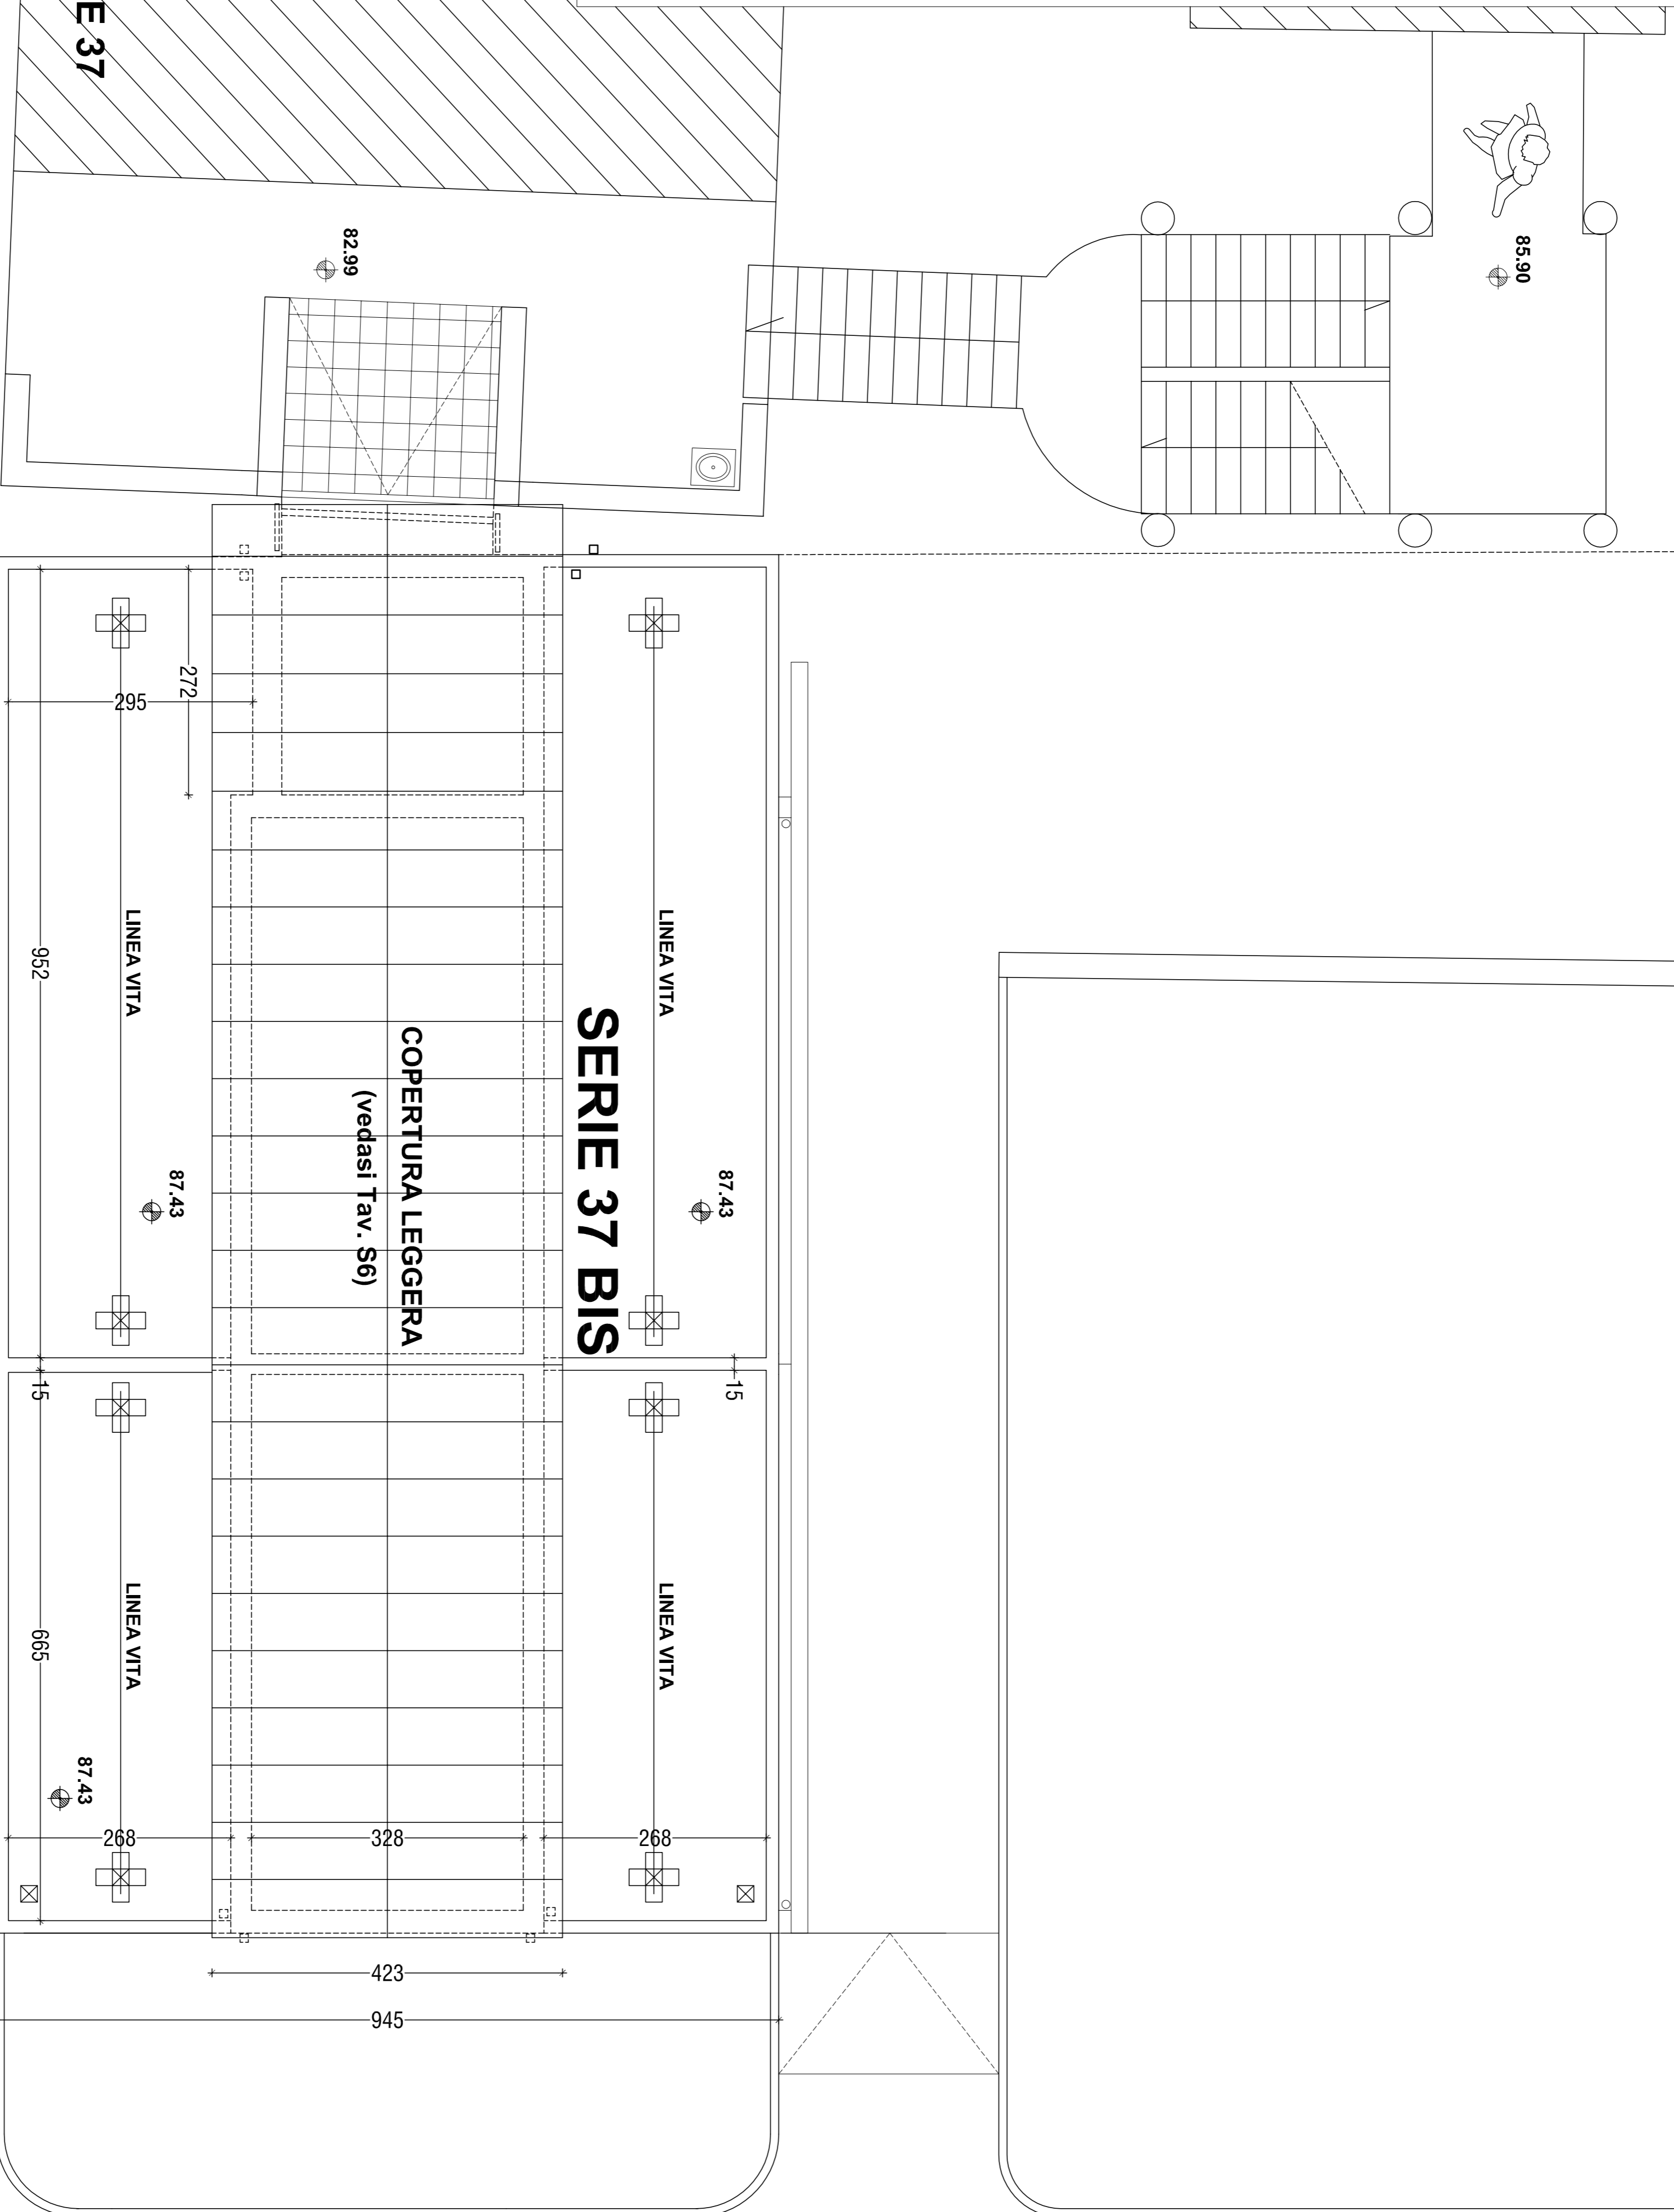 E 37
82.99
85.90
272
295
LINEA VITA
LINEA VITA
952
SERIE 37 BIS
COPERTURA LEGGERA
(vedasi Tav. S6)
87.43
87.43
15
15
LINEA VITA
LINEA VITA
665
87.43
268
328
268
423
945